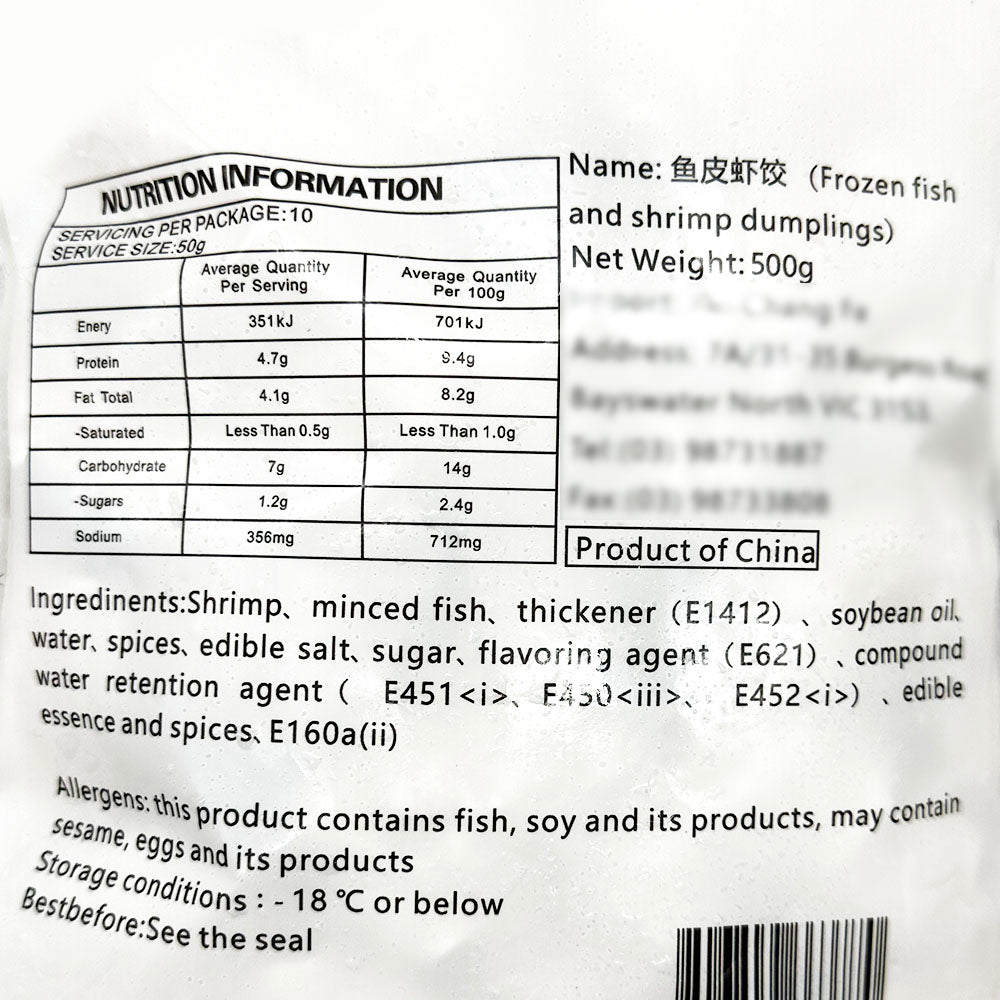 NUTRITION INFORMATION
SERVICING PER PACKAGE:10
SERVICE SIZE:50g
Average Quantity Per Serving Average Quantity Per 100g
Enery 351kJ 701kJ
Protein 4.7g 9.4g
Fat Total 4.1g 8.2g
-Saturated Less Than 0.5g Less Than 1.0g
Carbohydrate 7g 14g
-Sugars 1.2g 2.4g
Sodium 356mg 712mg
Name: 鱼皮虾饺 (Frozen fish
and shrimp dumplings)
Net Weight: 500g
Product of China
Ingredinents:Shrimp、minced fish、thickener (E1412) 、soybean oil、
water、spices、edible salt、sugar、flavoring agent (E621) 、compound
water retention agent ( E451<i>、E450<iii>、 E452<i>) 、edible
essence and spices、E160a(ii)
Allergens: this product contains fish, soy and its products, may contain
sesame, eggs and its products
Storage conditions : - 18 ℃ or below
Bestbefore:See the seal